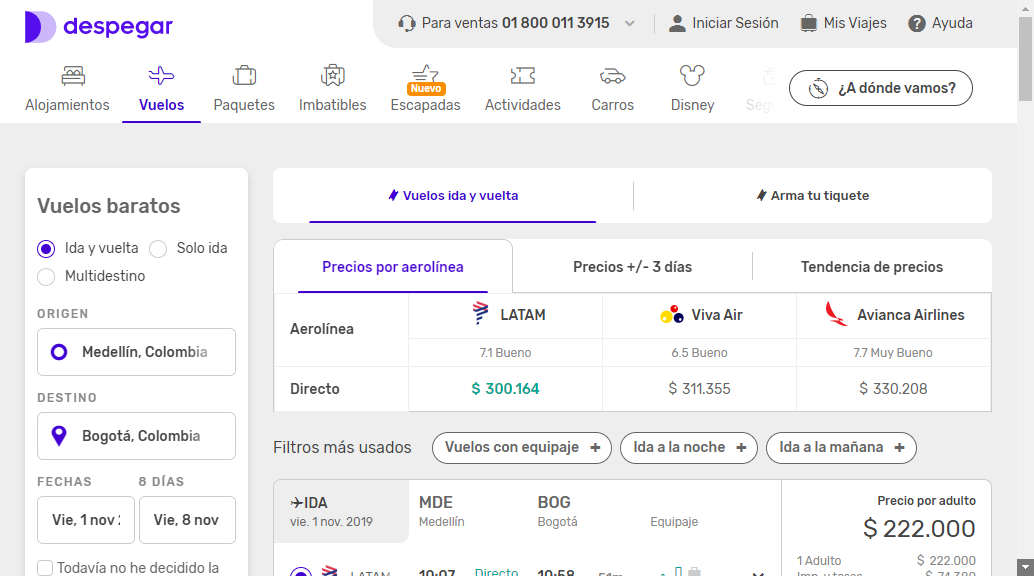 despegar
Para ventas 01 800 011 3915
Iniciar Sesión
Mis Viajes
Ayuda
Alojamientos
Vuelos
Paquetes
Imbatibles
Nuevo
Escapadas
Actividades
Carros
Disney
Seg
¿A dónde vamos?
Vuelos baratos
Ida y vuelta
Solo ida
Multidestino
ORIGEN
Medellín, Colombia
DESTINO
Bogotá, Colombia
FECHAS
8 DÍAS
Vie, 1 nov
Vie, 8 nov
Todavía no he decidido la
Vuelos ida y vuelta
Arma tu tiquete
Precios por aerolínea
Precios +/- 3 días
Tendencia de precios
Aerolínea
LATAM
Viva Air
Avianca Airlines
7.1 Bueno
6.5 Bueno
7.7 Muy Bueno
Directo
$ 300.164
$ 311.355
$ 330.208
Filtros más usados
Vuelos con equipaje +
Ida a la noche +
Ida a la mañana +
IDA
vie. 1 nov. 2019
MDE
Medellín
BOG
Bogotá
Equipaje
LATAM
10:07
Directo
10:58
51m
Precio por adulto
$ 222.000
1 Adulto
$ 222.000
Imp. y tasas
$ 74.390